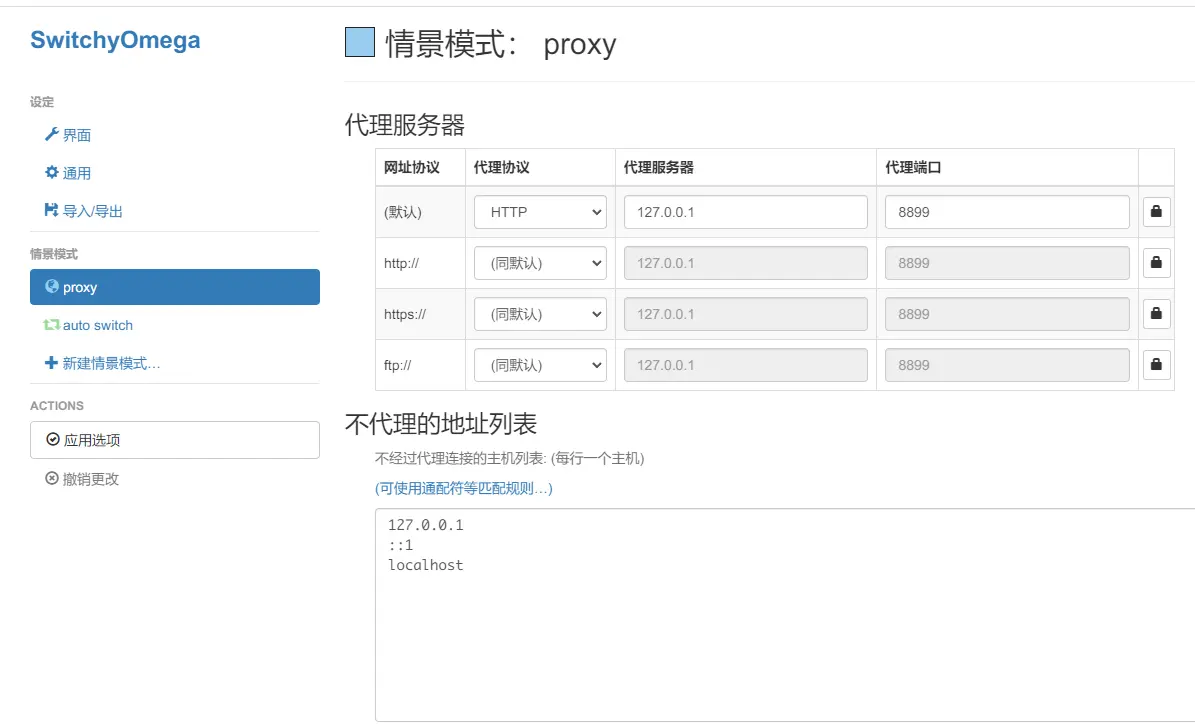 SwitchyOmega
设定
界面
通用
导入/导出
情景模式
proxy
auto switch
新建情景模式…
ACTIONS
应用选项
撤销更改
情景模式： proxy
代理服务器
网址协议 代理协议 代理服务器 代理端口
(默认) HTTP 127.0.0.1 8899
http:// (同默认) 127.0.0.1 8899
https:// (同默认) 127.0.0.1 8899
ftp:// (同默认) 127.0.0.1 8899
不代理的地址列表
不经过代理连接的主机列表: (每行一个主机)
(可使用通配符等匹配规则…)
127.0.0.1
::1
localhost